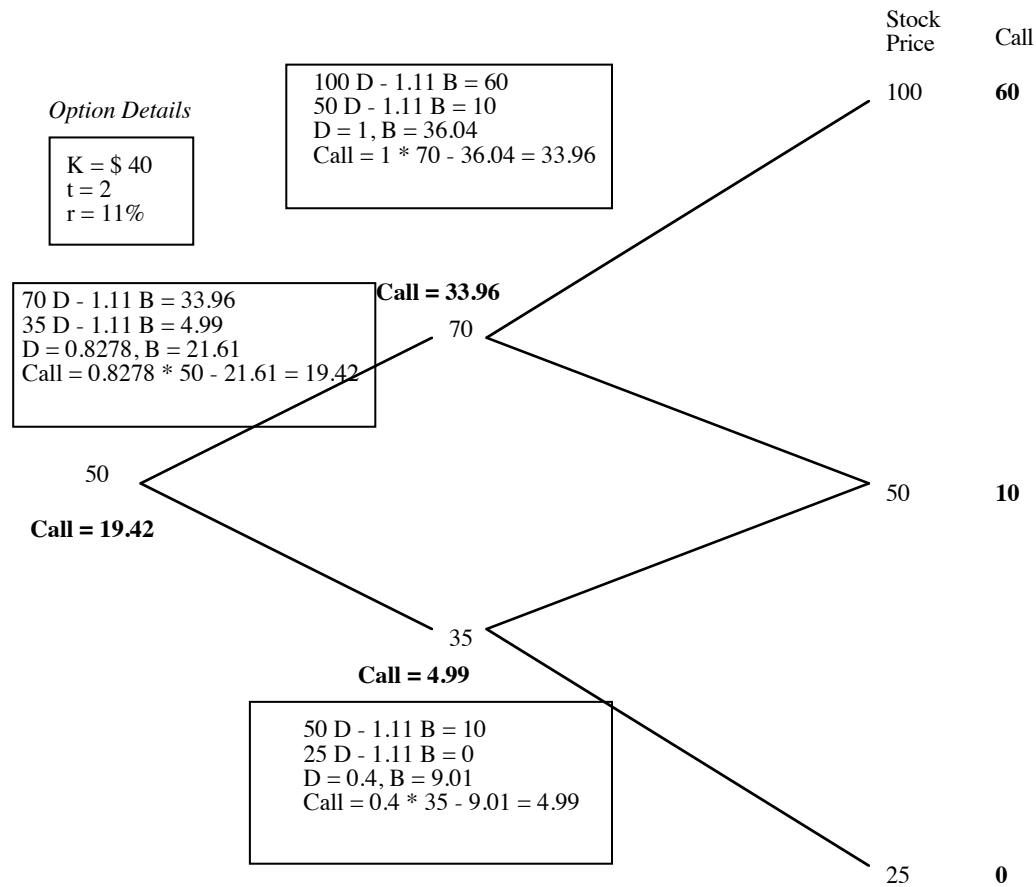 Stock
Price
Call
100 D - 1.11 B = 60
50 D - 1.11 B = 10
D = 1, B = 36.04
Call = 1 * 70 - 36.04 = 33.96
100
60
Option Details
K = $ 40
t = 2
r = 11%
70 D - 1.11 B = 33.96
35 D - 1.11 B = 4.99
D = 0.8278, B = 21.61
Call = 0.8278 * 50 - 21.61 = 19.42
Call = 33.96
70
50
Call = 19.42
50
10
35
Call = 4.99
50 D - 1.11 B = 10
25 D - 1.11 B = 0
D = 0.4, B = 9.01
Call = 0.4 * 35 - 9.01 = 4.99
25
0